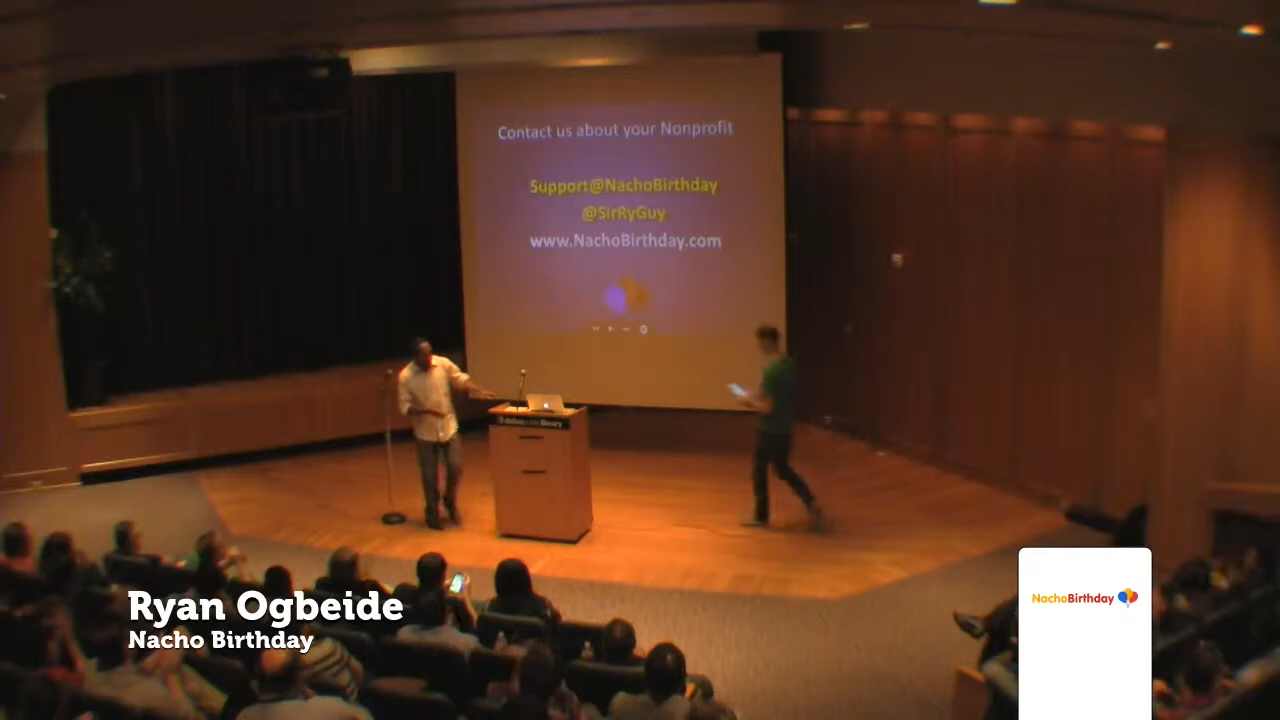 Contact us about your Nonprofit
Support@NachoBirthday
@SirRyGuy
www.NachoBirthday.com
Ryan Ogbeide
Nacho Birthday
NachoBirthday